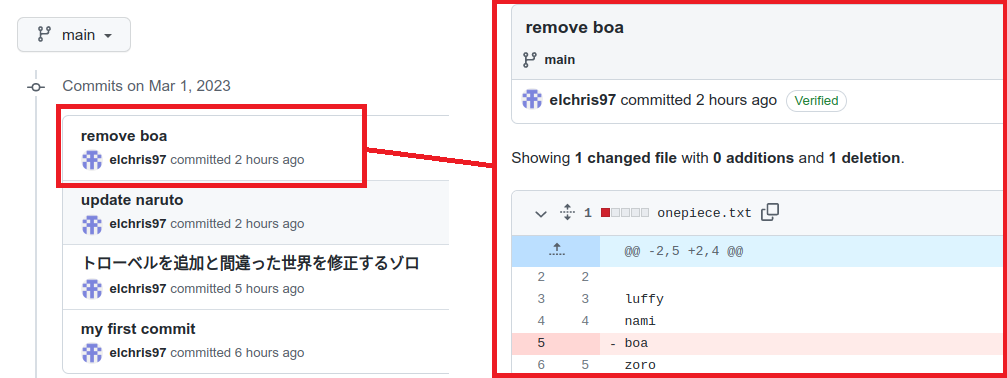 main
Commits on Mar 1, 2023
remove boa
elchris97 committed 2 hours ago
update naruto
elchris97 committed 2 hours ago
トローベルを追加と間違った世界を修正するゾロ
elchris97 committed 5 hours ago
my first commit
elchris97 committed 6 hours ago
remove boa
main
elchris97 committed 2 hours ago Verified
Showing 1 changed file with 0 additions and 1 deletion.
1 onepiece.txt
@@ -2,5 +2,4 @@
2 2
3 3 luffy
4 4 nami
5 - boa
6 5 zoro